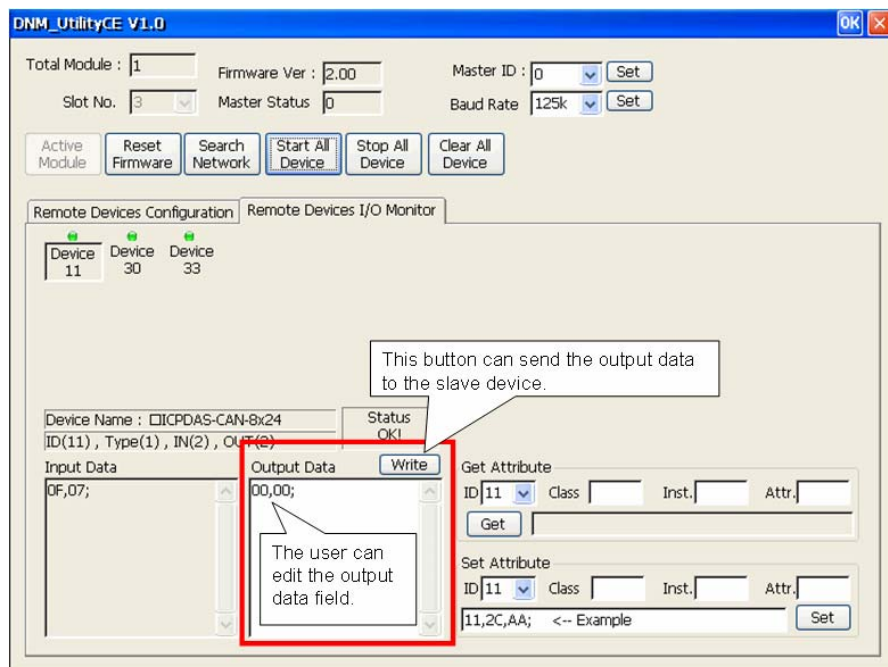 DNM_UtilityCE V1.0 OK
Total Module : 1 Firmware Ver : 2.00 Master ID : 0 Set
Slot No. 3 Master Status 0 Baud Rate 125k Set
Active Module Reset Firmware Search Network Start All Device Stop All Device Clear All Device
Remote Devices Configuration Remote Devices I/O Monitor
Device 11 Device 30 Device 33
This button can send the output data
to the slave device.
Device Name : □ICPDAS-CAN-8x24 Status
ID(11) , Type(1) , IN(2) , OUT(2) OK!
Input Data Output Data Write Get Attribute
0F,07; 00,00; ID 11 Class Inst. Attr.
Get
The user can
edit the output
data field.
Set Attribute
ID 11 Class Inst. Attr.
11,2C,AA; <-- Example Set